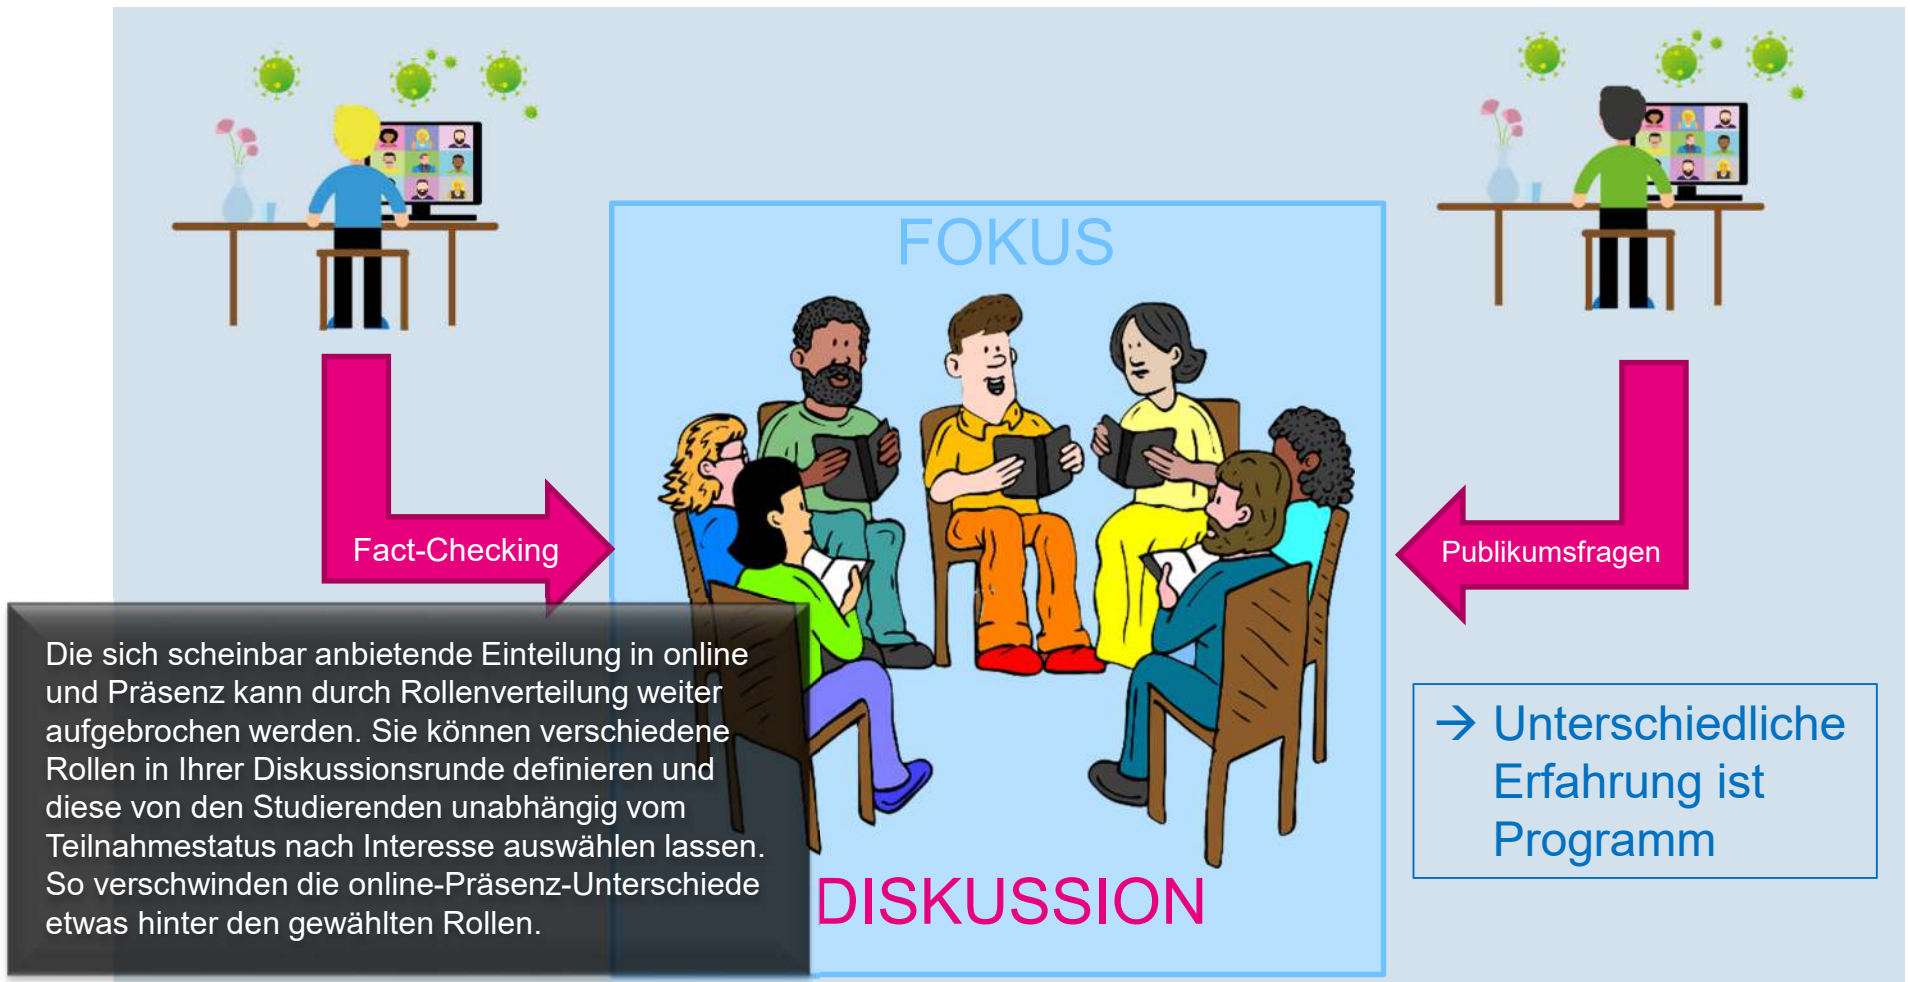 FOKUS
Fact-Checking
Publikumsfragen
Die sich scheinbar anbietende Einteilung in online
und Präsenz kann durch Rollenverteilung weiter
aufgebrochen werden. Sie können verschiedene
Rollen in Ihrer Diskussionsrunde definieren und
diese von den Studierenden unabhängig vom
Teilnahmestatus nach Interesse auswählen lassen.
So verschwinden die online-Präsenz-Unterschiede
etwas hinter den gewählten Rollen.
→ Unterschiedliche
Erfahrung ist
Programm
DISKUSSION